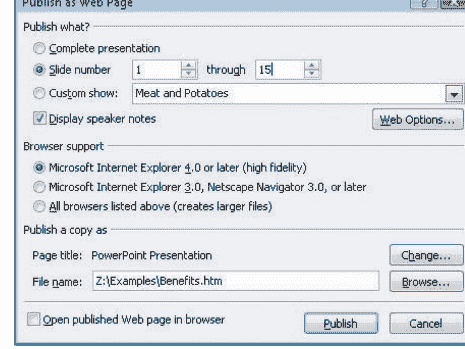 Publish as Web Page
Publish what?
Complete presentation
Slide number 1 through 15
Custom show: Meat and Potatoes
Display speaker notes Web Options...
Browser support
Microsoft Internet Explorer 4.0 or later (high fidelity)
Microsoft Internet Explorer 3.0, Netscape Navigator 3.0, or later
All browsers listed above (creates larger files)
Publish a copy as
Page title: PowerPoint Presentation Change...
File name: Z:\Examples\Benefits.htm Browse...
Open published Web page in browser Publish Cancel